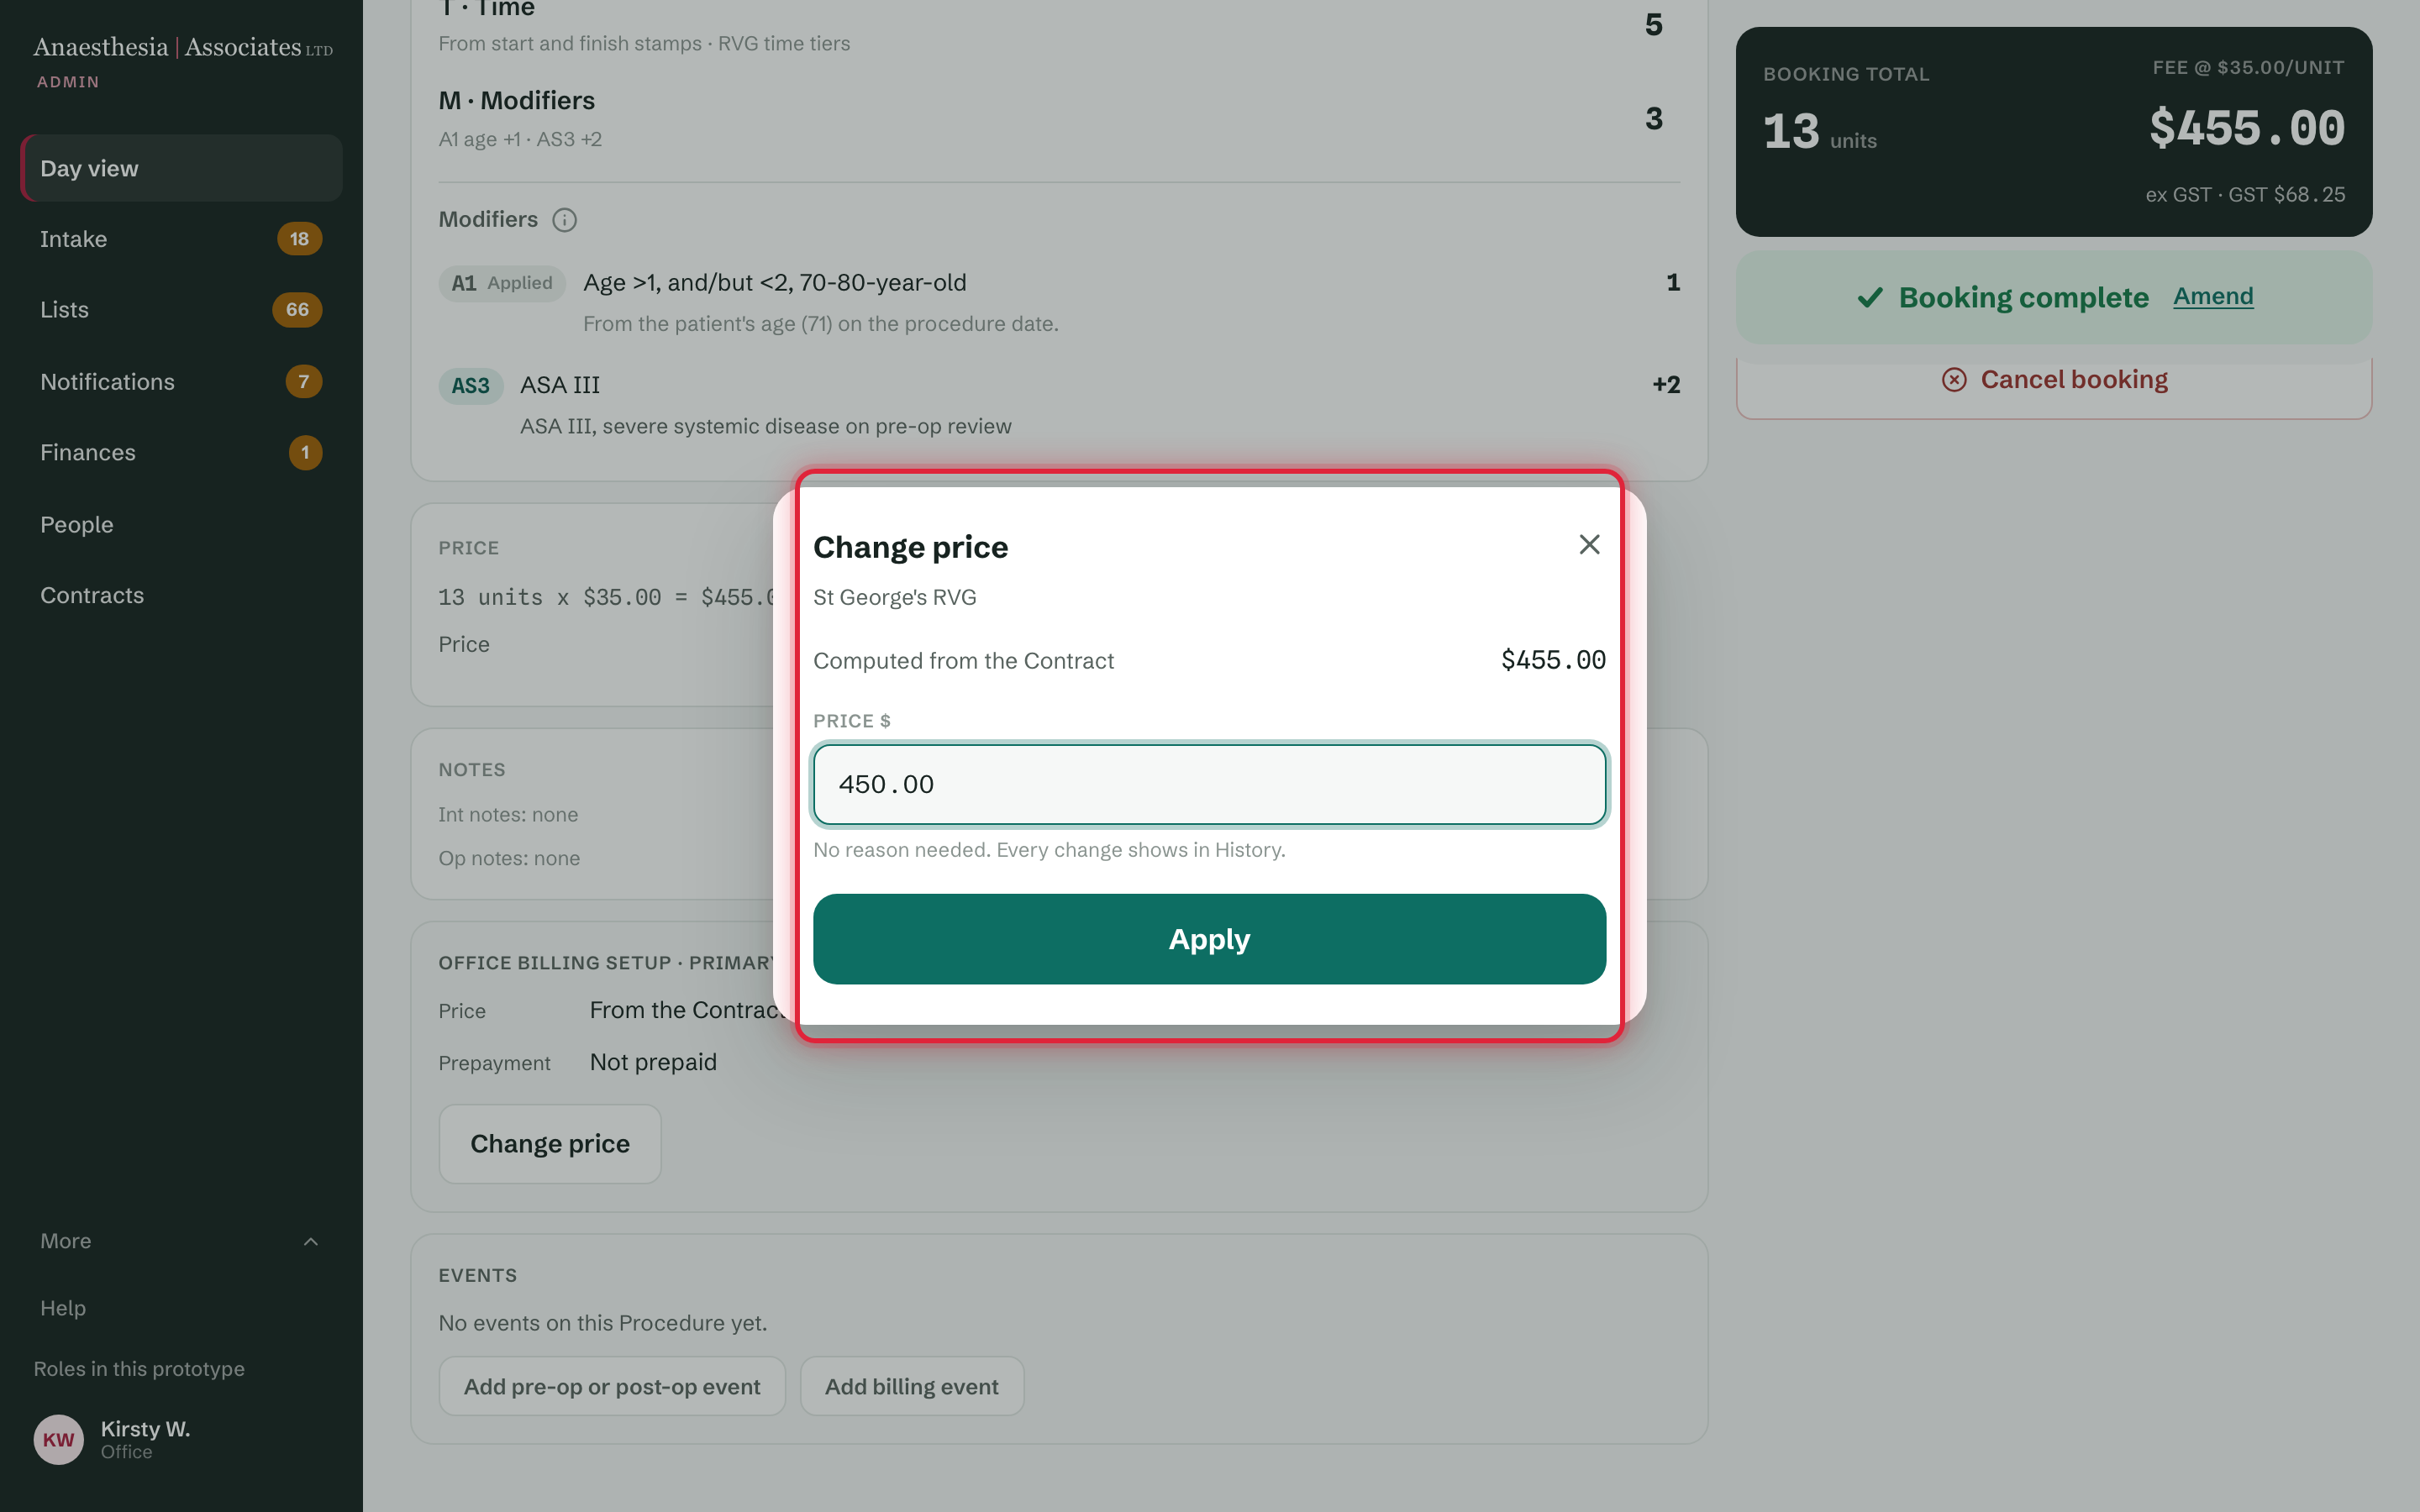 Anaesthesia | Associates LTD
ADMIN
Day view
Intake 18
Lists 66
Notifications 7
Finances 1
People
Contracts
More
Help
Roles in this prototype
KW Kirsty W.
Office
T · Time 5
From start and finish stamps · RVG time tiers
M · Modifiers 3
A1 age +1 · AS3 +2
Modifiers
A1 Applied Age >1, and/but <2, 70-80-year-old 1
From the patient's age (71) on the procedure date.
AS3 ASA III +2
ASA III, severe systemic disease on pre-op review
PRICE
13 units x $35.00 = $455.0
Price
NOTES
Int notes: none
Op notes: none
OFFICE BILLING SETUP · PRIMARY
Price From the Contract
Prepayment Not prepaid
Change price
EVENTS
No events on this Procedure yet.
Add pre-op or post-op event Add billing event
Change price
St George's RVG
Computed from the Contract $455.00
PRICE $
450.00
No reason needed. Every change shows in History.
Apply
BOOKING TOTAL FEE @ $35.00/UNIT
13 units $455.00
ex GST · GST $68.25
Booking complete Amend
Cancel booking